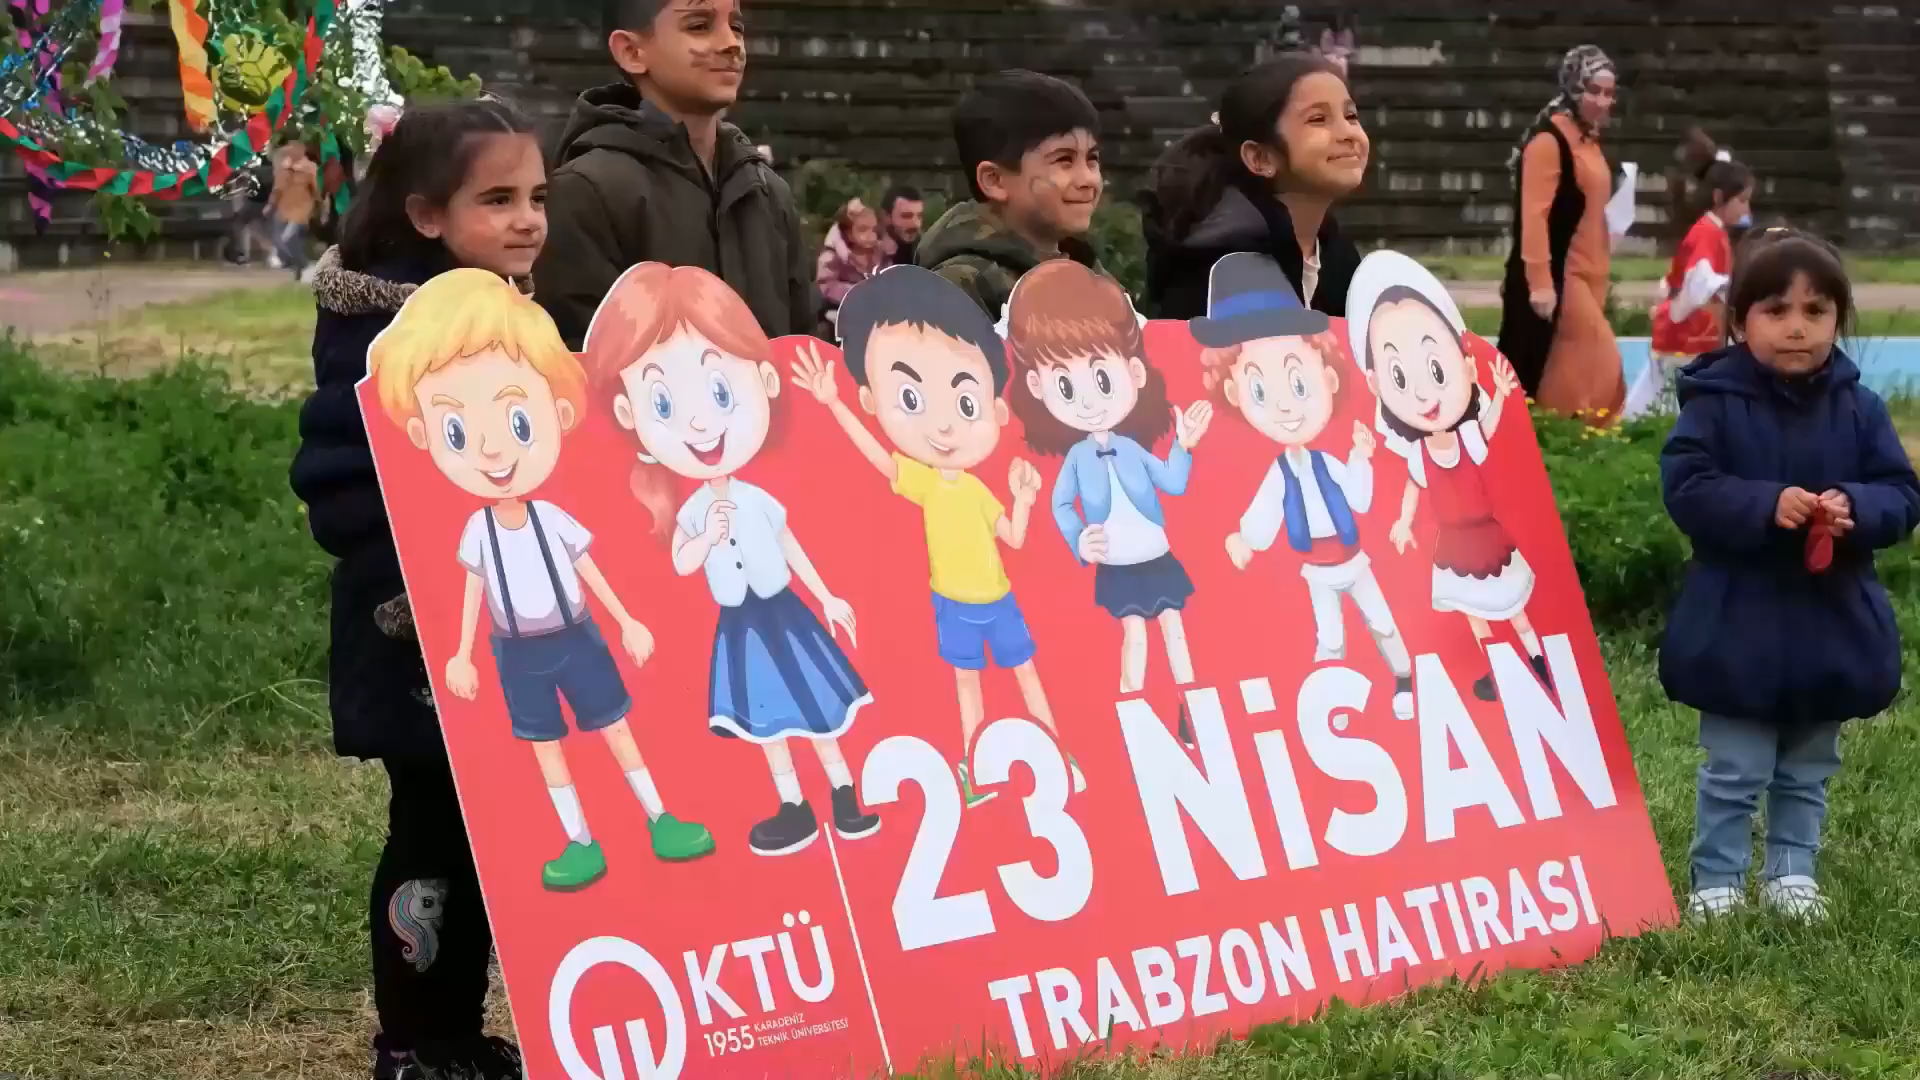 23 NiSAN
TRABZON HATIRASI
KTÜ
1955 KARADENİZ
TEKNİK ÜNİVERSİTESİ